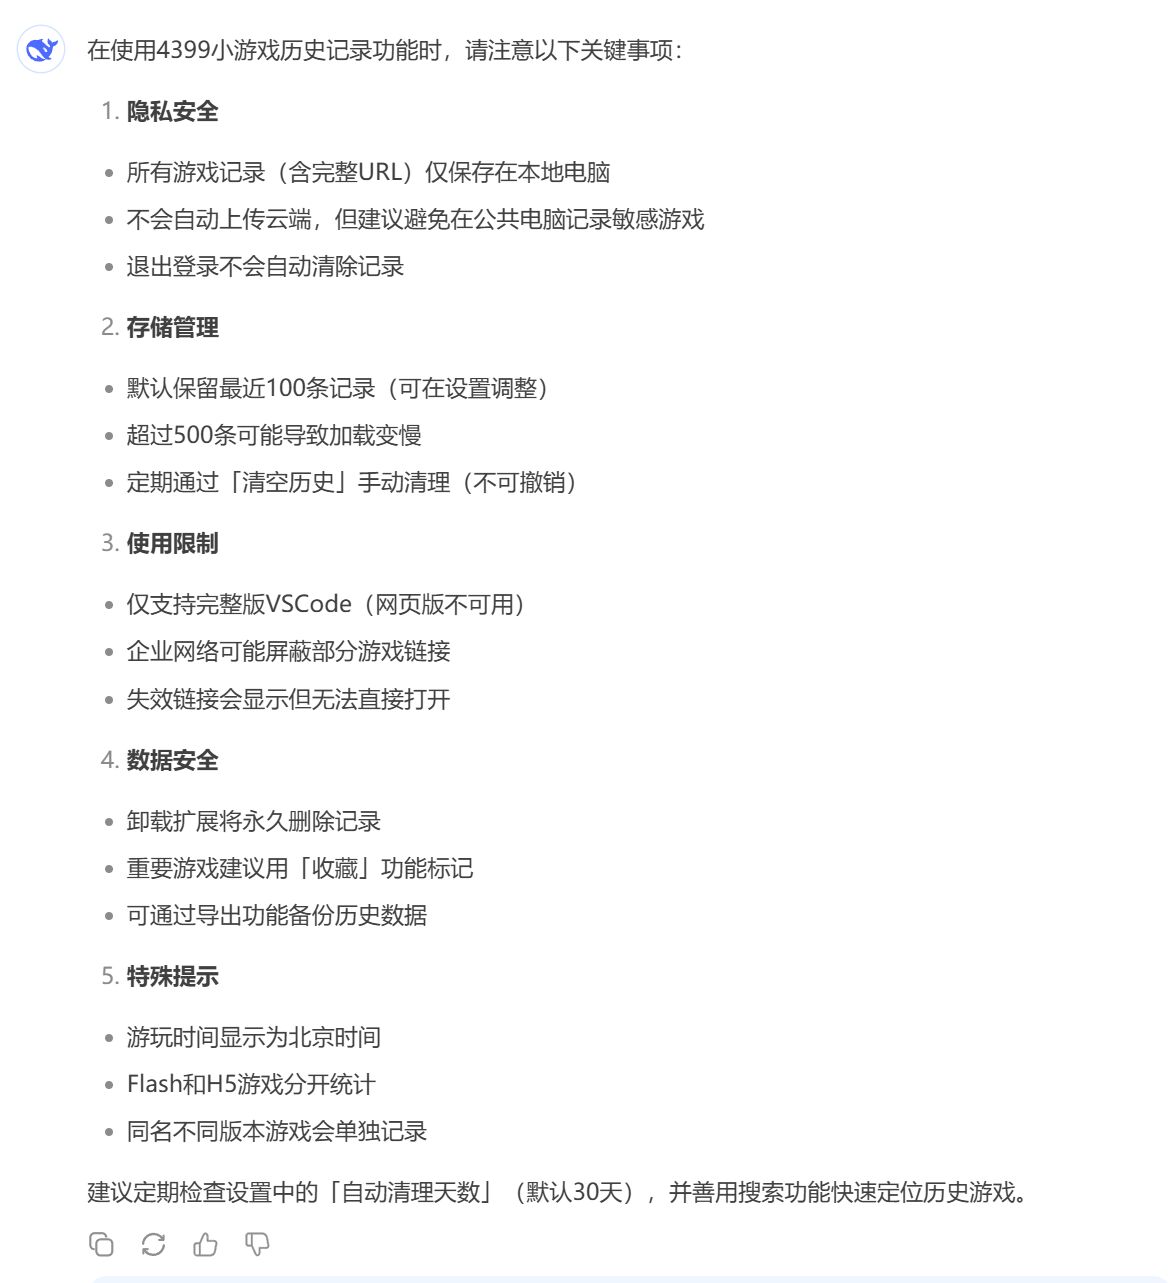 在使用4399小游戏历史记录功能时，请注意以下关键事项：
1. 隐私安全
• 所有游戏记录（含完整URL）仅保存在本地电脑
• 不会自动上传云端，但建议避免在公共电脑记录敏感游戏
• 退出登录不会自动清除记录
2. 存储管理
• 默认保留最近100条记录（可在设置调整）
• 超过500条可能导致加载变慢
• 定期通过「清空历史」手动清理（不可撤销）
3. 使用限制
• 仅支持完整版VSCode（网页版不可用）
• 企业网络可能屏蔽部分游戏链接
• 失效链接会显示但无法直接打开
4. 数据安全
• 卸载扩展将永久删除记录
• 重要游戏建议用「收藏」功能标记
• 可通过导出功能备份历史数据
5. 特殊提示
• 游玩时间显示为北京时间
• Flash和H5游戏分开统计
• 同名不同版本游戏会单独记录
建议定期检查设置中的「自动清理天数」（默认30天），并善用搜索功能快速定位历史游戏。